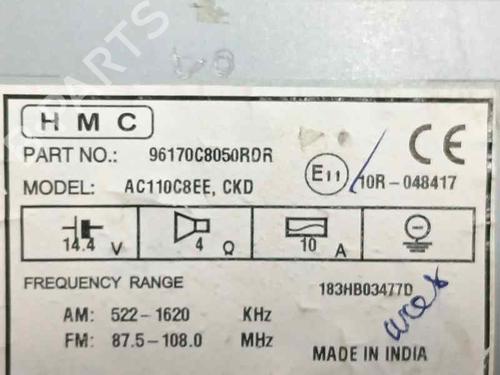 HMC
PART NO.: 96170C8050RDR
MODEL: AC110C8EE, CKD
CE
E11 10R-048417
14.4 V 4 Ω 10 A
FREQUENCY RANGE
183HB03477D
AM: 522-1620 KHz
FM: 87.5-108.0 MHz
MADE IN INDIA